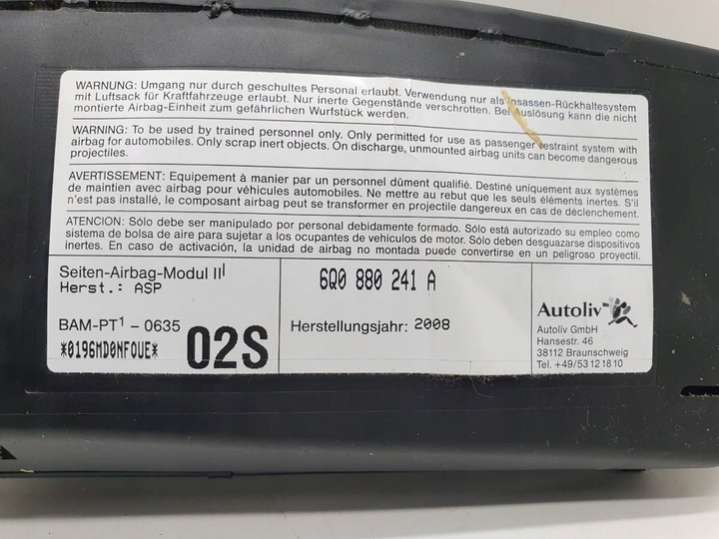 WARNUNG: Umgang nur durch geschultes Personal erlaubt. Verwendung nur als Insassen-Rückhaltesystem
mit Luftsack für Kraftfahrzeuge erlaubt. Nur inerte Gegenstände verschrotten. Bei Auslösung kann die nicht
montierte Airbag-Einheit zum gefährlichen Wurfstück werden.
WARNING: To be used by trained personnel only. Only permitted for use as passenger restraint system with
airbag for automobiles. Only scrap inert objects. On discharge, unmounted airbag units can become dangerous
projectiles.
AVERTISSEMENT: Equipement à manier par un personnel dûment qualifié. Destiné uniquement aux systèmes
de maintien avec airbag pour véhicules automobiles. Ne mettre au rebut que les seuls éléments inertes. S'il
n'est pas installé, le composant airbag peut se transformer en projectile dangereux en cas de déclenchement.
ATENCION: Sólo debe ser manipulado por personal debidamente formado. Sólo está autorizado su empleo como
sistema de bolsa de aire para sujetar a los ocupantes de vehículos de motor. Sólo pueden desguazarse dispositivos
inertes. En caso de activación, la unidad de airbag no montada puede convertirse en un peligroso proyectil.
Seiten-Airbag-Modul II
Herst.: ASP
BAM-PT¹ - 0635
*0196MD0NFOUE*
02S
6Q0 880 241 A
Herstellungsjahr: 2008
Autoliv
Autoliv GmbH
Hansestr. 46
38112 Braunschweig
Tel. +49/53 12 18 10